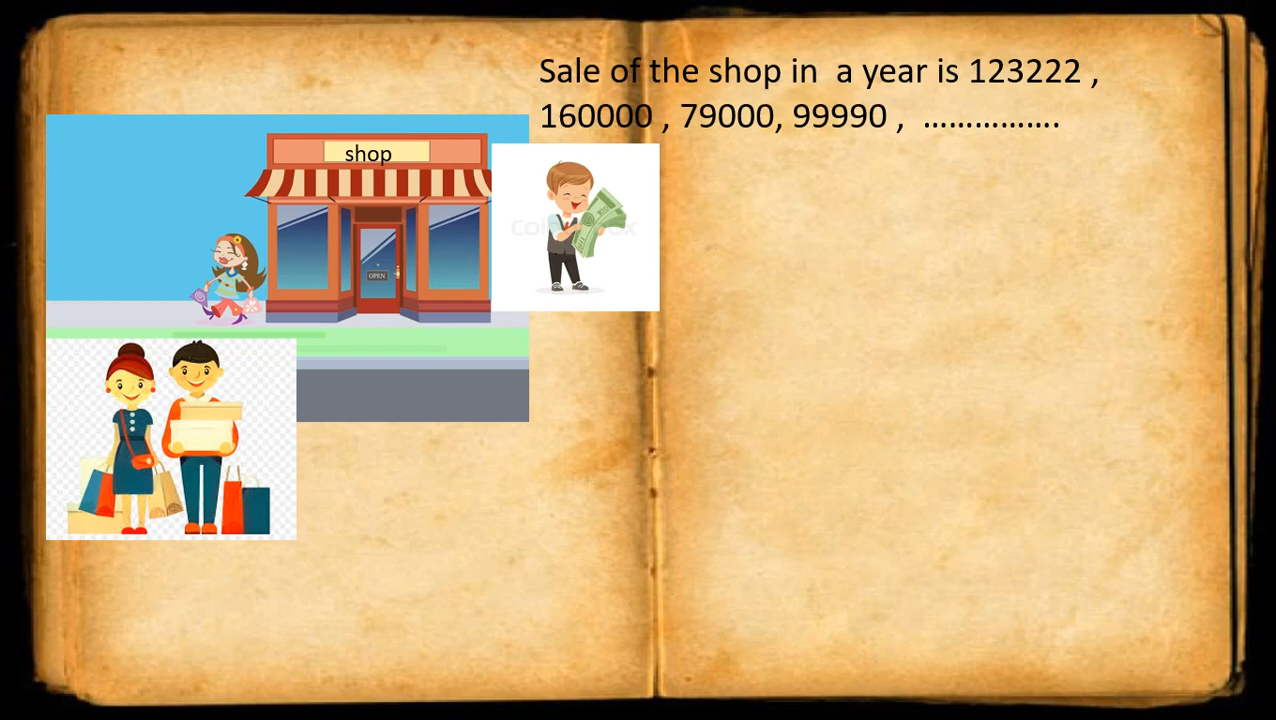 Sale of the shop in  a year is 123222 ,
160000 , 79000, 99990 ,  …………….
shop
OPEN